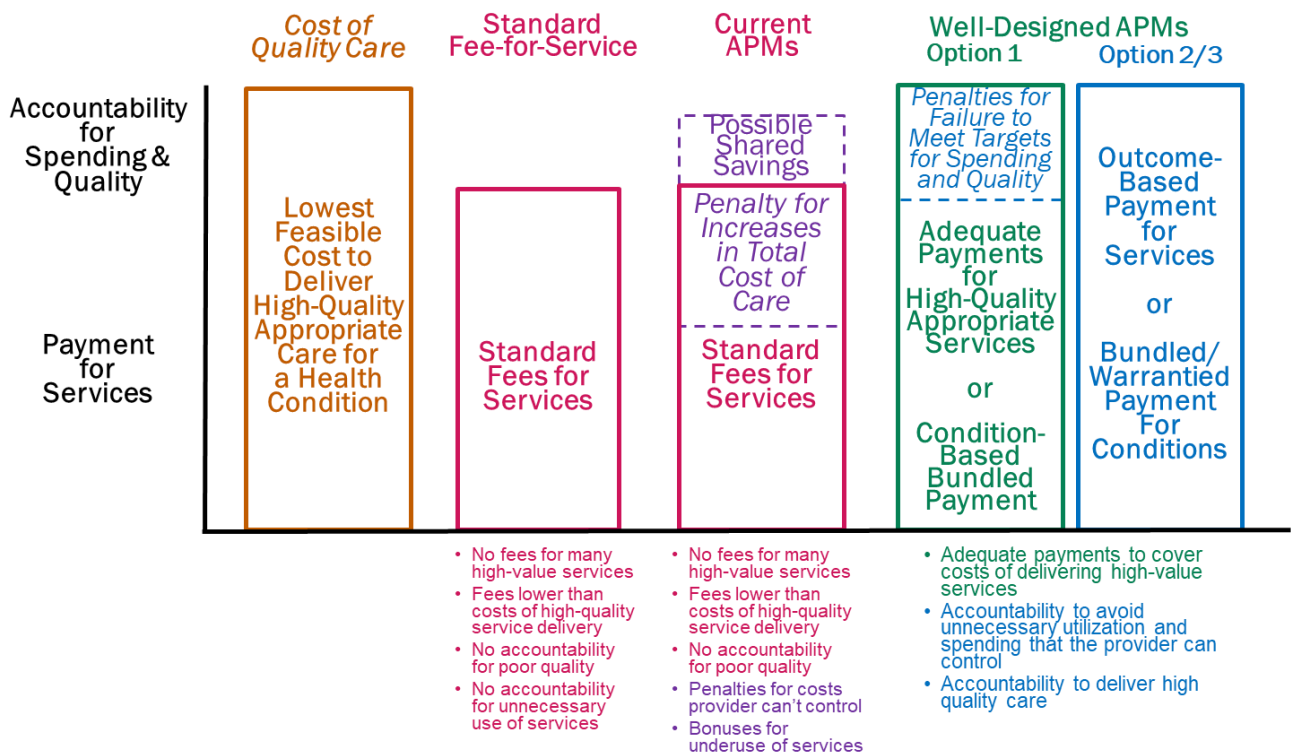 Cost of
Quality Care
Standard
Fee-for-Service
Current
APMs
Well-Designed APMs
Option 1
Option 2/3
Accountability
for
Spending &
Quality
Payment
for
Services
Lowest
Feasible
Cost to
Deliver
High-Quality
Appropriate
Care for
a Health
Condition
Standard
Fees for
Services
Possible
Shared
Savings
Penalty for
Increases
in Total
Cost of
Care
Standard
Fees for
Services
Penalties for
Failure to
Meet Targets
for Spending
and Quality
Adequate
Payments
for
High-Quality
Appropriate
Services
or
Condition-
Based
Bundled
Payment
Outcome-
Based
Payment
for
Services
or
Bundled/
Warrantied
Payment
For
Conditions
• No fees for many
high-value services
• Fees lower than
costs of high-quality
service delivery
• No accountability
for poor quality
• No accountability
for unnecessary
use of services
• No fees for many
high-value services
• Fees lower than
costs of high-quality
service delivery
• No accountability
for poor quality
• Penalties for costs
provider can't control
• Bonuses for
underuse of services
• Adequate payments to cover
costs of delivering high-value
services
• Accountability to avoid
unnecessary utilization and
spending that the provider can
control
• Accountability to deliver high
quality care